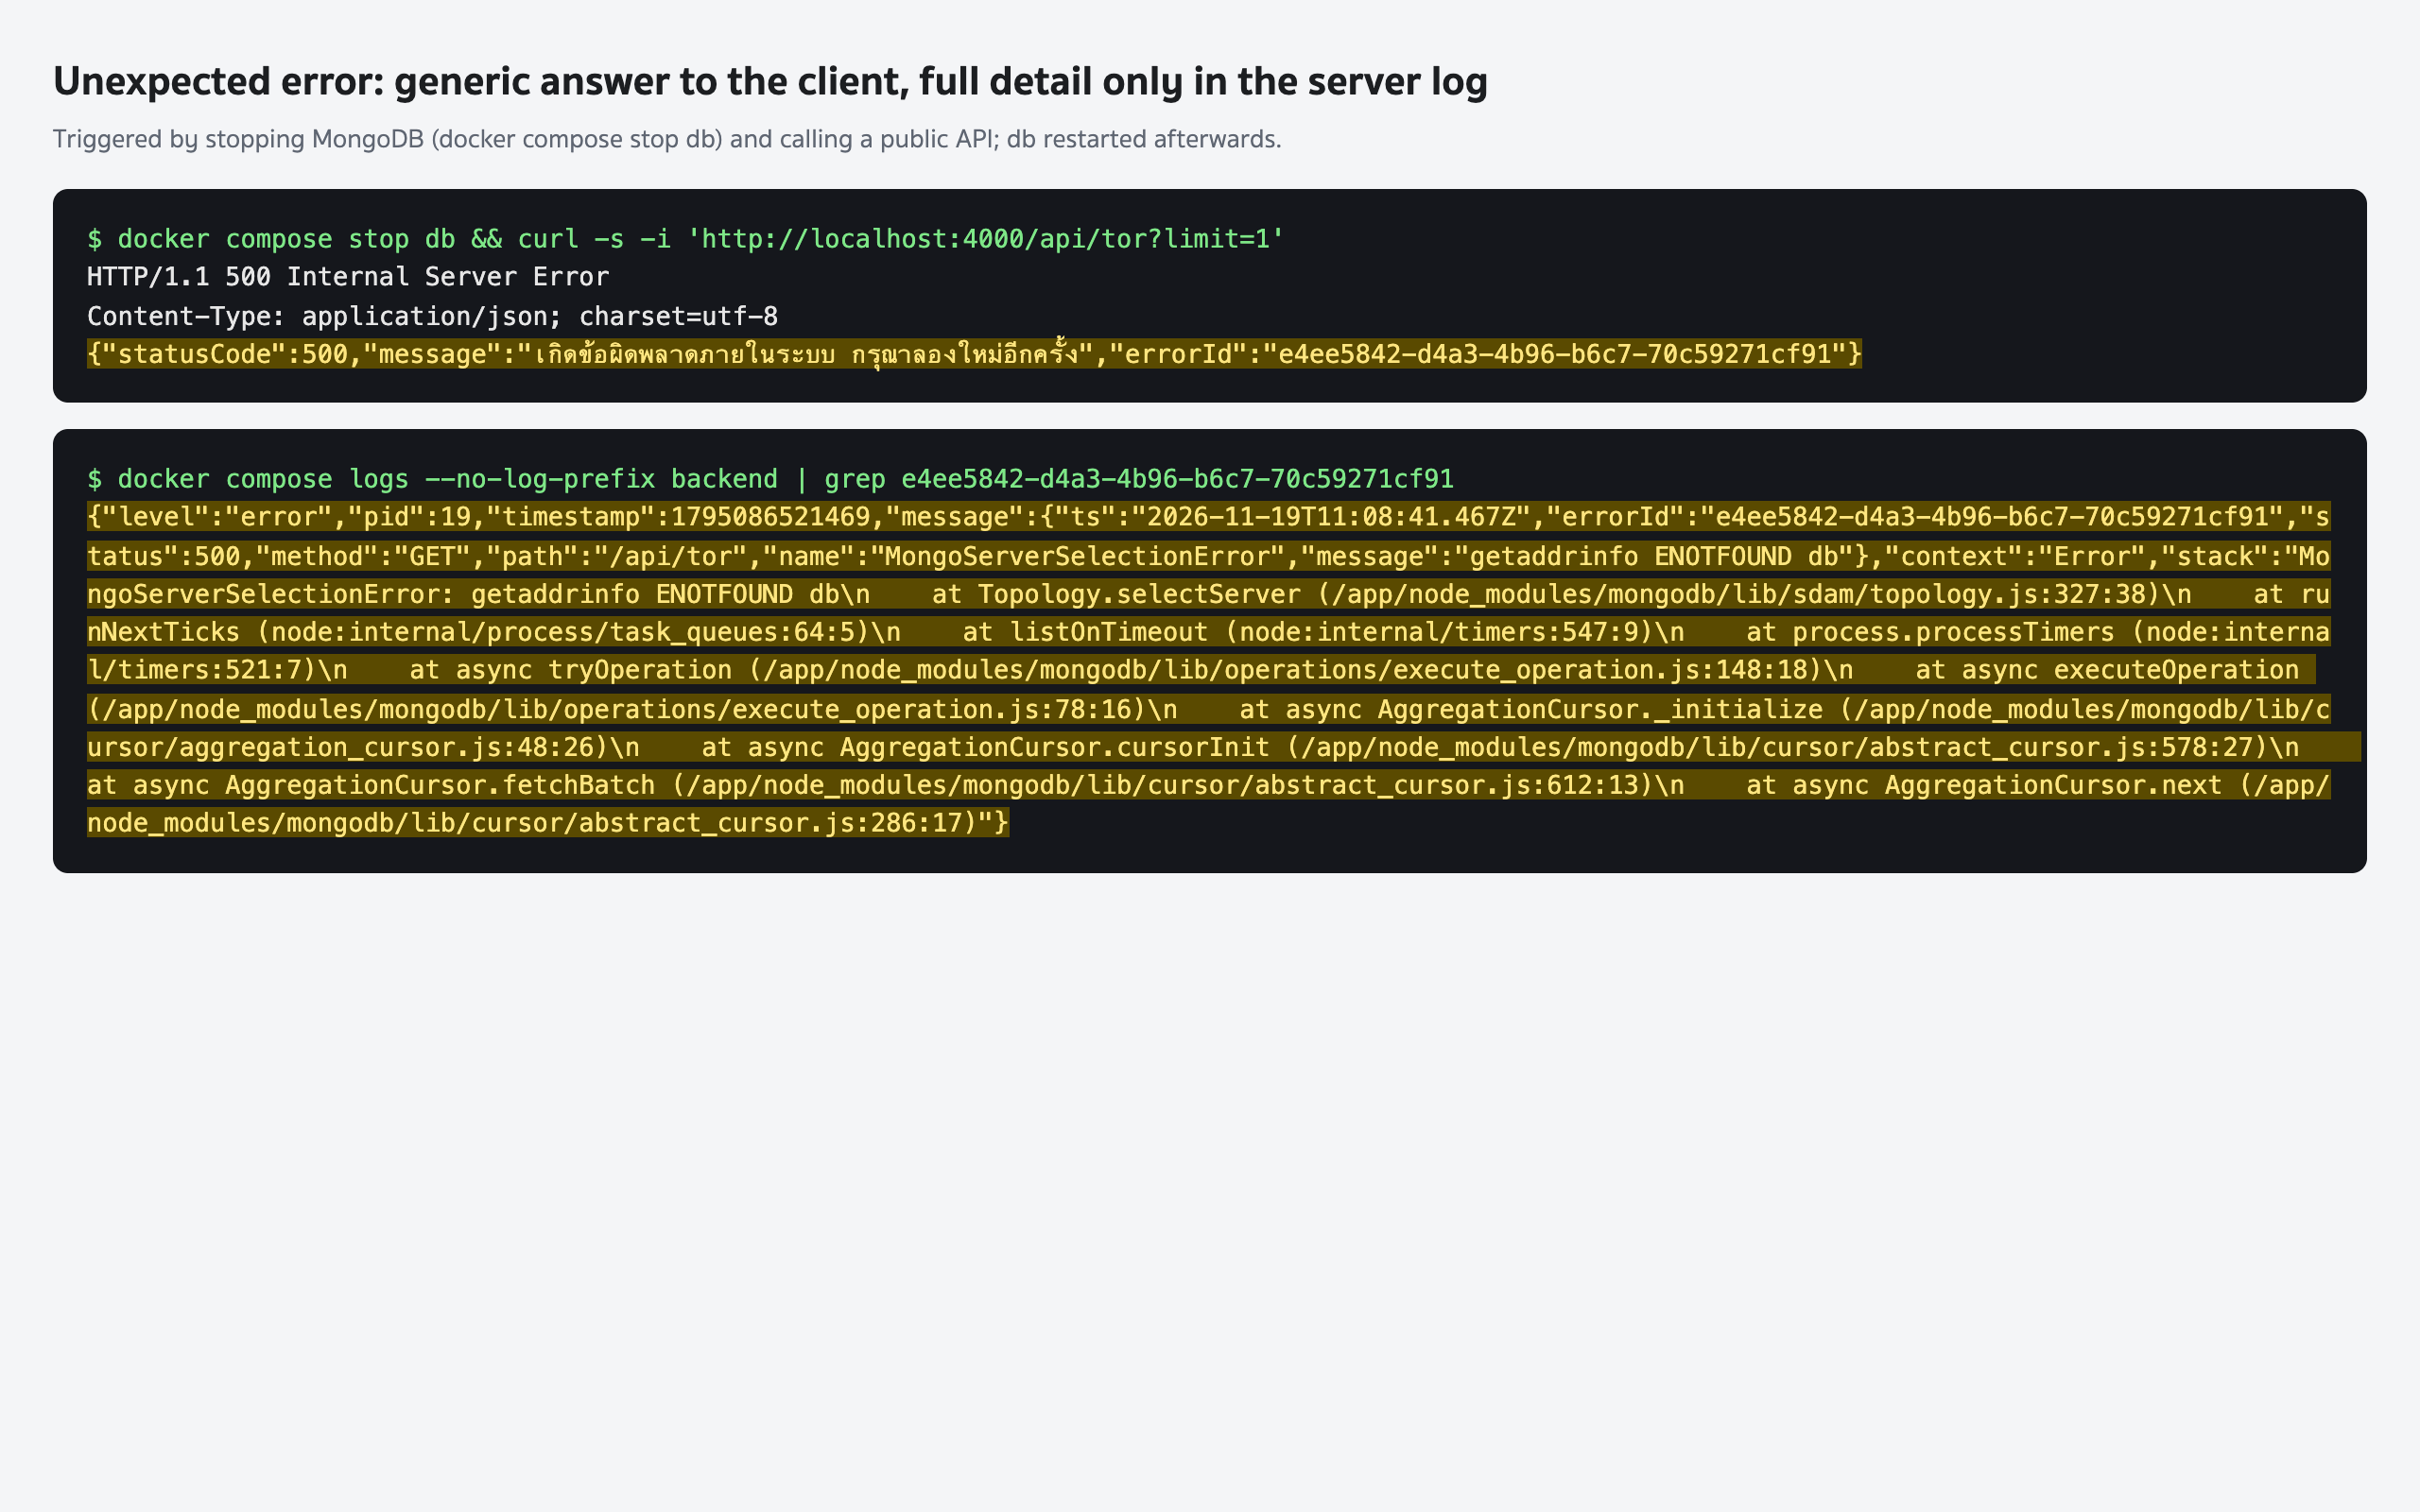 Unexpected error: generic answer to the client, full detail only in the server log
Triggered by stopping MongoDB (docker compose stop db) and calling a public API; db restarted afterwards.
$ docker compose stop db && curl -s -i 'http://localhost:4000/api/tor?limit=1'
HTTP/1.1 500 Internal Server Error
Content-Type: application/json; charset=utf-8
{"statusCode":500,"message":"เกิดข้อผิดพลาดภายในระบบ กรุณาลองใหม่อีกครั้ง","errorId":"e4ee5842-d4a3-4b96-b6c7-70c59271cf91"}
$ docker compose logs --no-log-prefix backend | grep e4ee5842-d4a3-4b96-b6c7-70c59271cf91
{"level":"error","pid":19,"timestamp":1795086521469,"message":{"ts":"2026-11-19T11:08:41.467Z","errorId":"e4ee5842-d4a3-4b96-b6c7-70c59271cf91","s
tatus":500,"method":"GET","path":"/api/tor","name":"MongoServerSelectionError","message":"getaddrinfo ENOTFOUND db"},"context":"Error","stack":"Mo
ngoServerSelectionError: getaddrinfo ENOTFOUND db\n    at Topology.selectServer (/app/node_modules/mongodb/lib/sdam/topology.js:327:38)\n    at ru
nNextTicks (node:internal/process/task_queues:64:5)\n    at listOnTimeout (node:internal/timers:547:9)\n    at process.processTimers (node:interna
l/timers:521:7)\n    at async tryOperation (/app/node_modules/mongodb/lib/operations/execute_operation.js:148:18)\n    at async executeOperation
(/app/node_modules/mongodb/lib/operations/execute_operation.js:78:16)\n    at async AggregationCursor._initialize (/app/node_modules/mongodb/lib/c
ursor/aggregation_cursor.js:48:26)\n    at async AggregationCursor.cursorInit (/app/node_modules/mongodb/lib/cursor/abstract_cursor.js:578:27)\n
at async AggregationCursor.fetchBatch (/app/node_modules/mongodb/lib/cursor/abstract_cursor.js:612:13)\n    at async AggregationCursor.next (/app/
node_modules/mongodb/lib/cursor/abstract_cursor.js:286:17)"}